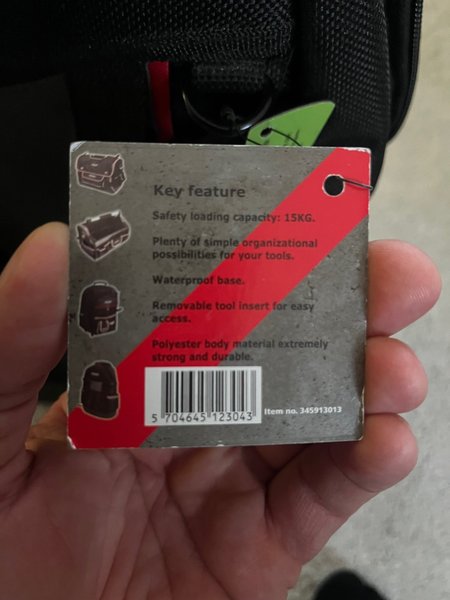 Key feature
Safety loading capacity: 15KG.
Plenty of simple organizational
possibilities for your tools.
Waterproof base.
Removable tool insert for easy
access.
Polyester body material extremely
strong and durable.
5 704645 123043
Item no. 345913013